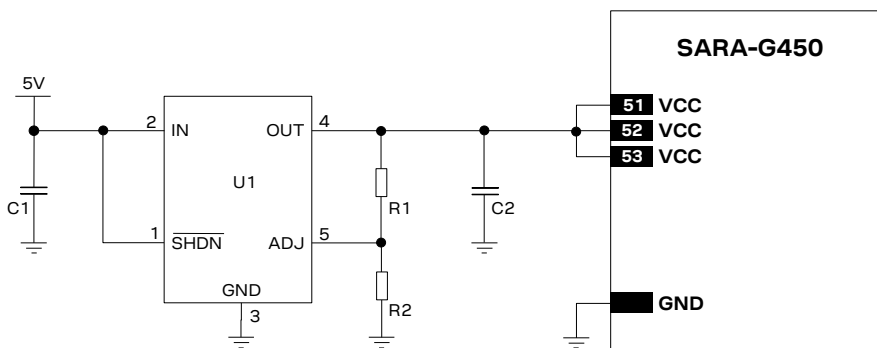 SARA-G450
5V
51 VCC
2 IN OUT 4
52 VCC
53 VCC
U1
C1
R1
C2
1 SHDN ADJ 5
GND
R2
3
GND